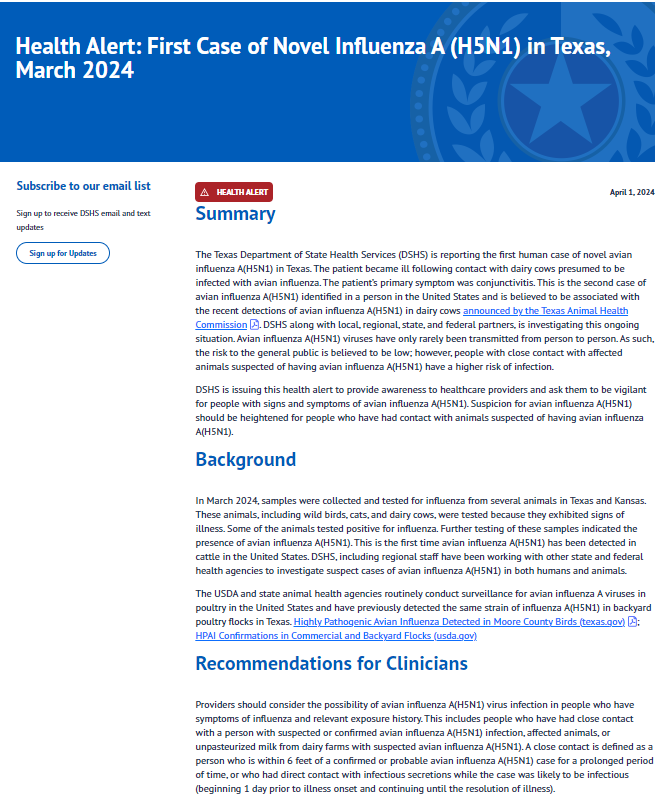 Health Alert: First Case of Novel Influenza A (H5N1) in Texas,
March 2024
Subscribe to our email list
Sign up to receive DSHS email and text
updates
Sign up for Updates
HEALTH ALERT
April 1, 2024
Summary
The Texas Department of State Health Services (DSHS) is reporting the first human case of novel avian
influenza A(H5N1) in Texas. The patient became ill following contact with dairy cows presumed to be
infected with avian influenza. The patient's primary symptom was conjunctivitis. This is the second case of
avian influenza A(H5N1) identified in a person in the United States and is believed to be associated with
the recent detections of avian influenza A(H5N1) in dairy cows announced by the Texas Animal Health
Commission. DSHS along with local, regional, state, and federal partners, is investigating this ongoing
situation. Avian influenza A(H5N1) viruses have only rarely been transmitted from person to person. As such,
the risk to the general public is believed to be low; however, people with close contact with affected
animals suspected of having avian influenza A(H5N1) have a higher risk of infection.
DSHS is issuing this health alert to provide awareness to healthcare providers and ask them to be vigilant
for people with signs and symptoms of avian influenza A(H5N1). Suspicion for avian influenza A(H5N1)
should be heightened for people who have had contact with animals suspected of having avian influenza
A(H5N1).
Background
In March 2024, samples were collected and tested for influenza from several animals in Texas and Kansas.
These animals, including wild birds, cats, and dairy cows, were tested because they exhibited signs of
illness. Some of the animals tested positive for influenza. Further testing of these samples indicated the
presence of avian influenza A(H5N1). This is the first time avian influenza A(H5N1) has been detected in
cattle in the United States. DSHS, including regional staff have been working with other state and federal
health agencies to investigate suspect cases of avian influenza A(H5N1) in both humans and animals.
The USDA and state animal health agencies routinely conduct surveillance for avian influenza A viruses in
poultry in the United States and have previously detected the same strain of influenza A(H5N1) in backyard
poultry flocks in Texas. Highly Pathogenic Avian Influenza Detected in Moore County Birds (texas.gov);
HPAI Confirmations in Commercial and Backyard Flocks (usda.gov)
Recommendations for Clinicians
Providers should consider the possibility of avian influenza A(H5N1) virus infection in people who have
symptoms of influenza and relevant exposure history. This includes people who have had close contact
with a person with suspected or confirmed avian influenza A(H5N1) infection, affected animals, or
unpasteurized milk from dairy farms with suspected avian influenza A(H5N1). A close contact is defined as a
person who is within 6 feet of a confirmed or probable avian influenza A(H5N1) case for a prolonged period
of time, or who had direct contact with infectious secretions while the case was likely to be infectious
(beginning 1 day prior to illness onset and continuing until the resolution of illness).